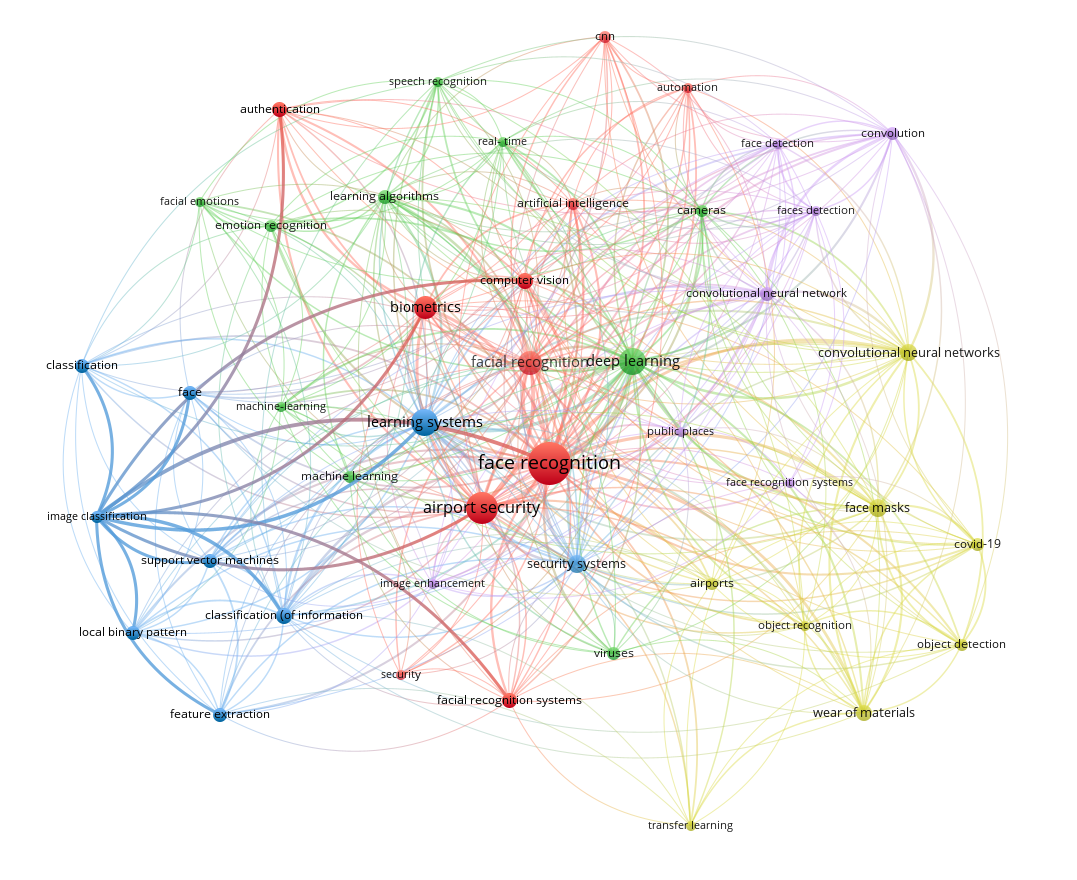 cnn
speech recognition
automation
authentication
convolution
real-time
face detection
learning algorithms
facial emotions
artificial intelligence
cameras
faces detection
emotion recognition
computer vision
convolutional neural network
biometrics
convolutional neural networks
facial recognition
deep learning
classification
face
machine-learning
learning systems
public places
face recognition
machine learning
face recognition systems
airport security
face masks
image classification
covid-19
support vector machines
security systems
image enhancement
airports
classification (of information
object recognition
local binary pattern
object detection
viruses
security
facial recognition systems
feature extraction
wear of materials
transfer learning